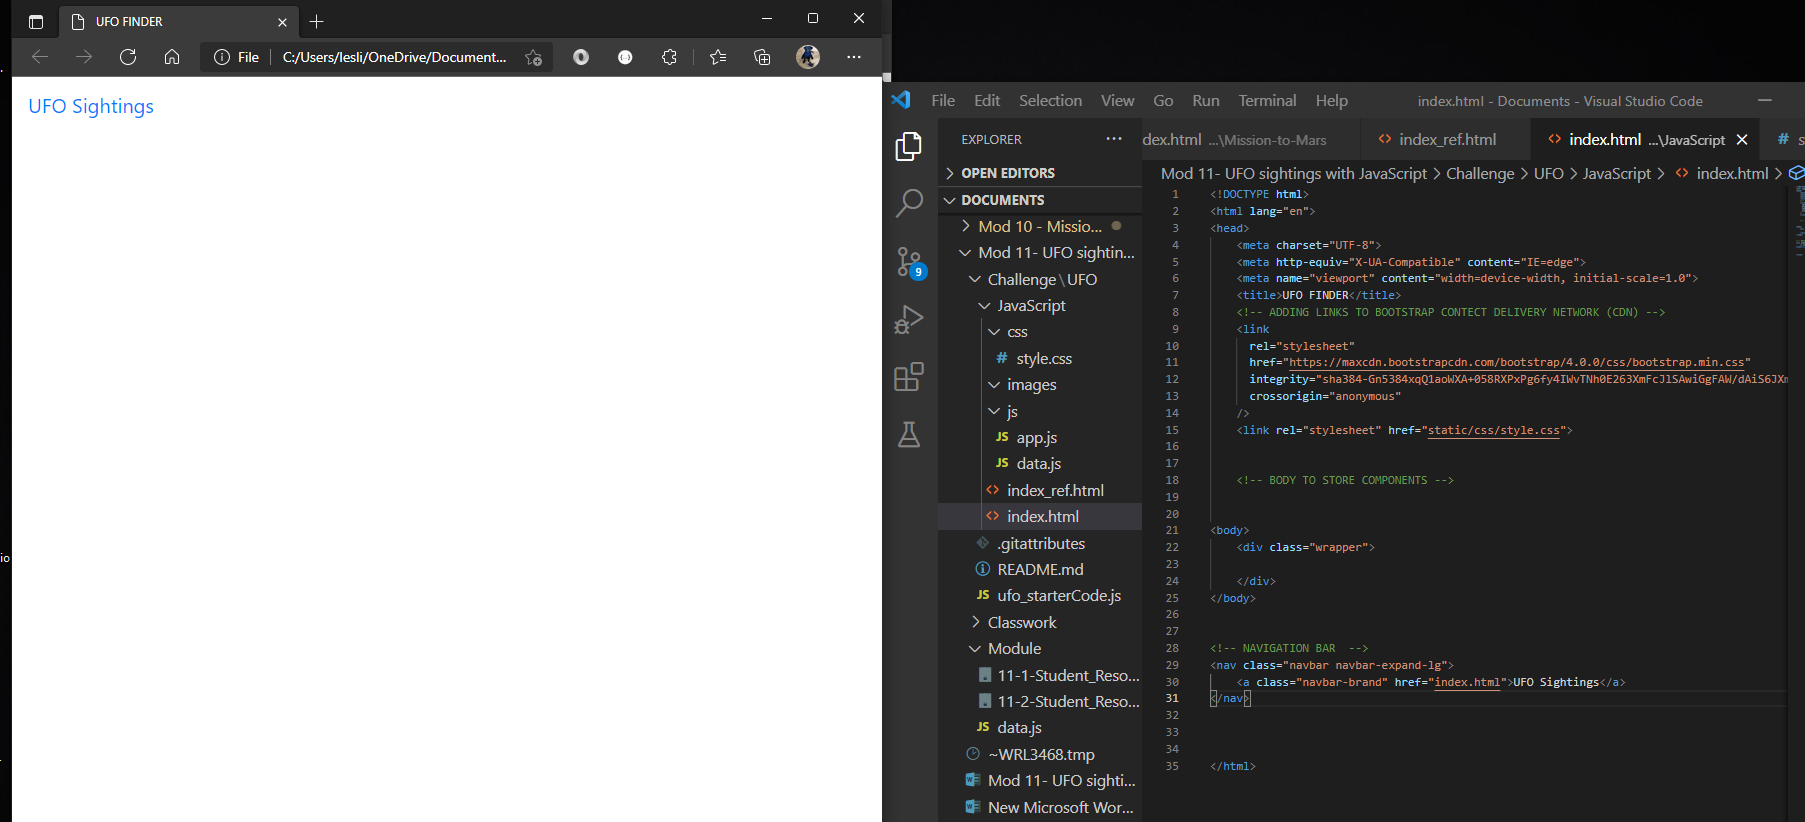 UFO FINDER
File
C:/Users/lesli/OneDrive/Document...
UFO Sightings
File Edit Selection View Go Run Terminal Help
index.html - Documents - Visual Studio Code
EXPLORER
OPEN EDITORS
DOCUMENTS
Mod 10 - Missio...
Mod 11- UFO sightin...
Challenge\UFO
JavaScript
css
# style.css
images
js
JS app.js
JS data.js
<> index_ref.html
<> index.html
.gitattributes
README.md
JS ufo_starterCode.js
Classwork
Module
11-1-Student_Reso...
11-2-Student_Reso...
JS data.js
~WRL3468.tmp
Mod 11- UFO sighti...
New Microsoft Wor...
9
dex.html ...\Mission-to-Mars
<> index_ref.html
<> index.html ...\JavaScript
# s
Mod 11- UFO sightings with JavaScript > Challenge > UFO > JavaScript > <> index.html >
1 <!DOCTYPE html>
2 <html lang="en">
3 <head>
4 <meta charset="UTF-8">
5 <meta http-equiv="X-UA-Compatible" content="IE=edge">
6 <meta name="viewport" content="width=device-width, initial-scale=1.0">
7 <title>UFO FINDER</title>
8 <!-- ADDING LINKS TO BOOTSTRAP CONTECT DELIVERY NETWORK (CDN) -->
9 <link
10 rel="stylesheet"
11 href="https://maxcdn.bootstrapcdn.com/bootstrap/4.0.0/css/bootstrap.min.css"
12 integrity="sha384-Gn5384xqQ1aoWXA+058RXPxPg6fy4IWvTNh0E263XmFcJlSAwiGgFAW/dAiS6JXm
13 crossorigin="anonymous"
14 />
15 <link rel="stylesheet" href="static/css/style.css">
16
17
18 <!-- BODY TO STORE COMPONENTS -->
19
20
21 <body>
22 <div class="wrapper">
23
24 </div>
25 </body>
26
27
28 <!-- NAVIGATION BAR -->
29 <nav class="navbar navbar-expand-lg">
30 <a class="navbar-brand" href="index.html">UFO Sightings</a>
31 </nav>
32
33
34
35 </html>
io